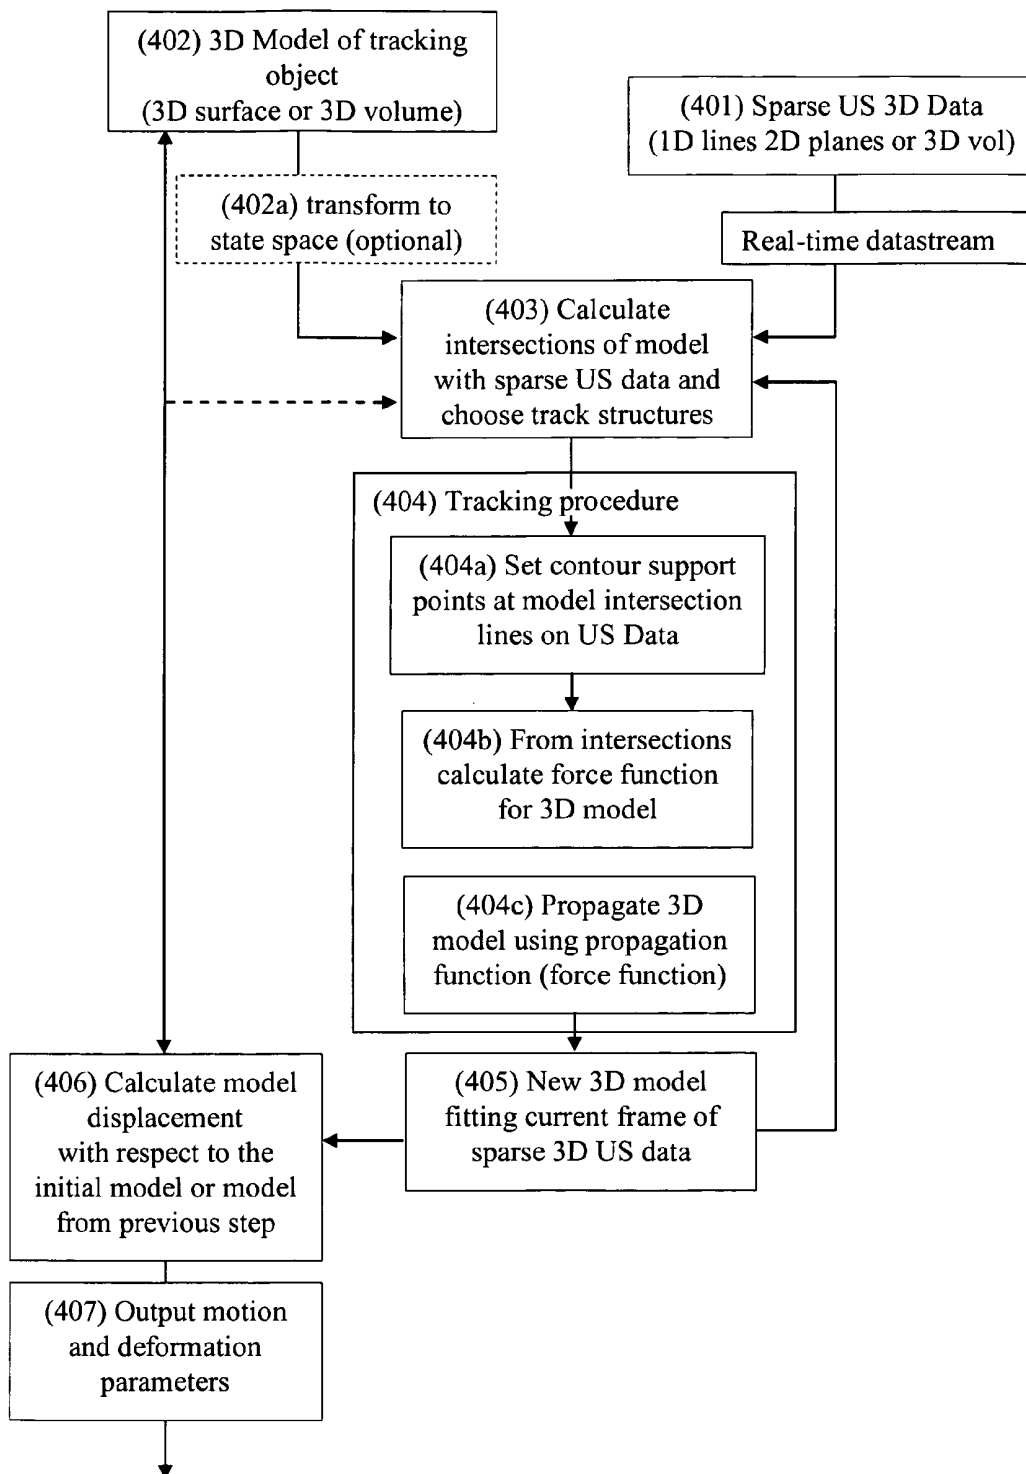 (402) 3D Model of tracking
object
(3D surface or 3D volume)
(401) Sparse US 3D Data
(1D lines 2D planes or 3D vol)
(402a) transform to
state space (optional)
Real-time datastream
(403) Calculate
intersections of model
with sparse US data and
choose track structures
(404) Tracking procedure
(404a) Set contour support
points at model intersection
lines on US Data
(404b) From intersections
calculate force function
for 3D model
(404c) Propagate 3D
model using propagation
function (force function)
(405) New 3D model
fitting current frame of
sparse 3D US data
(406) Calculate model
displacement
with respect to the
initial model or model
from previous step
(407) Output motion
and deformation
parameters